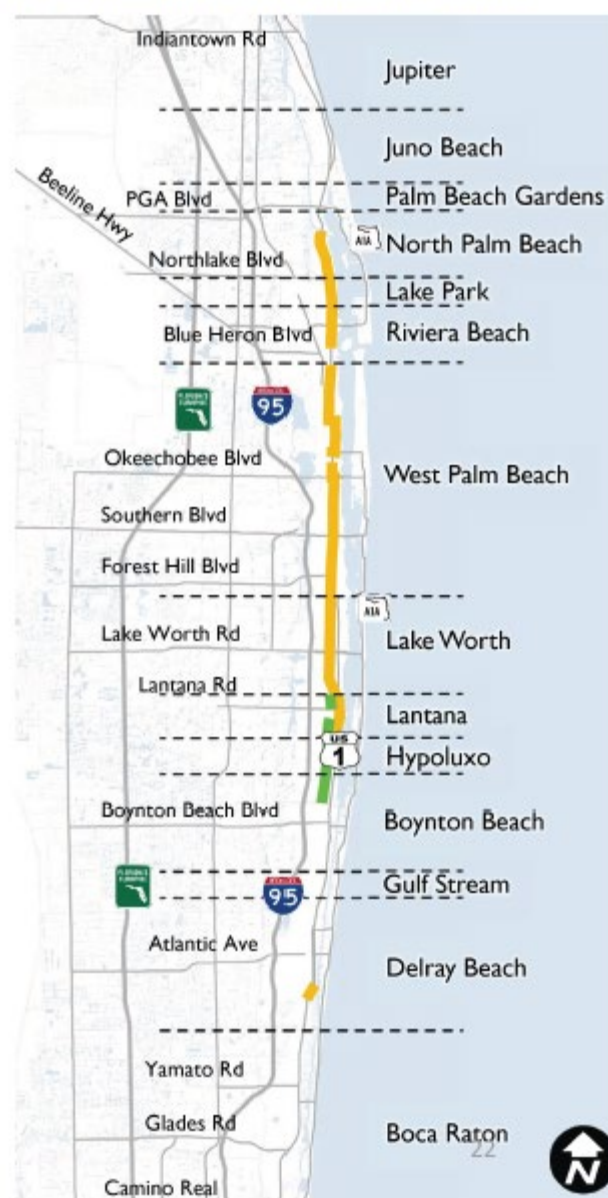 Indiantown Rd
Jupiter
Juno Beach
Beeline Hwy
PGA Blvd
Palm Beach Gardens
A1A
North Palm Beach
Northlake Blvd
Lake Park
Blue Heron Blvd
Riviera Beach
95
Okeechobee Blvd
West Palm Beach
Southern Blvd
Forest Hill Blvd
A1A
Lake Worth Rd
Lake Worth
Lantana Rd
Lantana
US
1
Hypoluxo
Boynton Beach Blvd
Boynton Beach
Gulf Stream
95
Atlantic Ave
Delray Beach
Yamato Rd
Glades Rd
Boca Raton
22
Camino Real
N